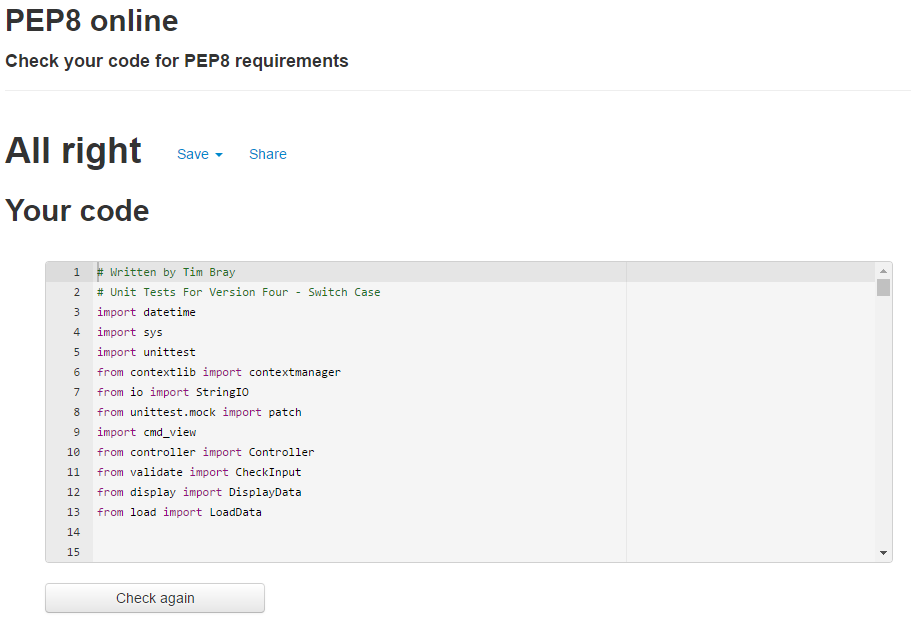 PEP8 online
Check your code for PEP8 requirements
All right Save Share
Your code
1 # Written by Tim Bray
2 # Unit Tests For Version Four - Switch Case
3 import datetime
4 import sys
5 import unittest
6 from contextlib import contextmanager
7 from io import StringIO
8 from unittest.mock import patch
9 import cmd_view
10 from controller import Controller
11 from validate import CheckInput
12 from display import DisplayData
13 from load import LoadData
14
15
Check again